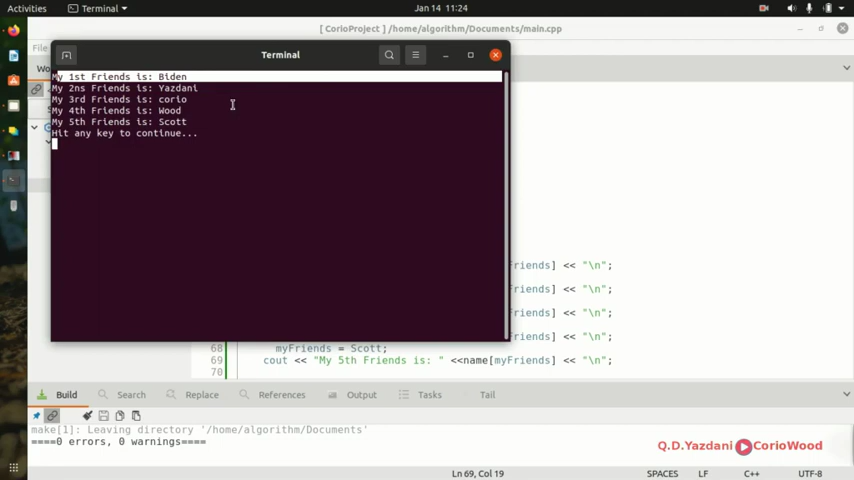 Activities
Terminal
Jan 14 11:24
[ CorioProject ] /home/algorithm/Documents/main.cpp
File
Terminal
Wo
My 1st Friends is: Biden
My 2ns Friends is: Yazdani
My 3rd Friends is: corio
My 4th Friends is: Wood
My 5th Friends is: Scott
Hit any key to continue...
Friends] << "\n";
Friends] << "\n";
Friends] << "\n";
Friends] << "\n";
68 myFriends = Scott;
69 cout << "My 5th Friends is: " <<name[myFriends] << "\n";
70
Build
Search
Replace
References
Output
Tasks
Tail
make[1]: Leaving directory '/home/algorithm/Documents'
====0 errors, 0 warnings====
Q.D.Yazdani CorioWood
Ln 69, Col 19
SPACES
LF
C++
UTF-8